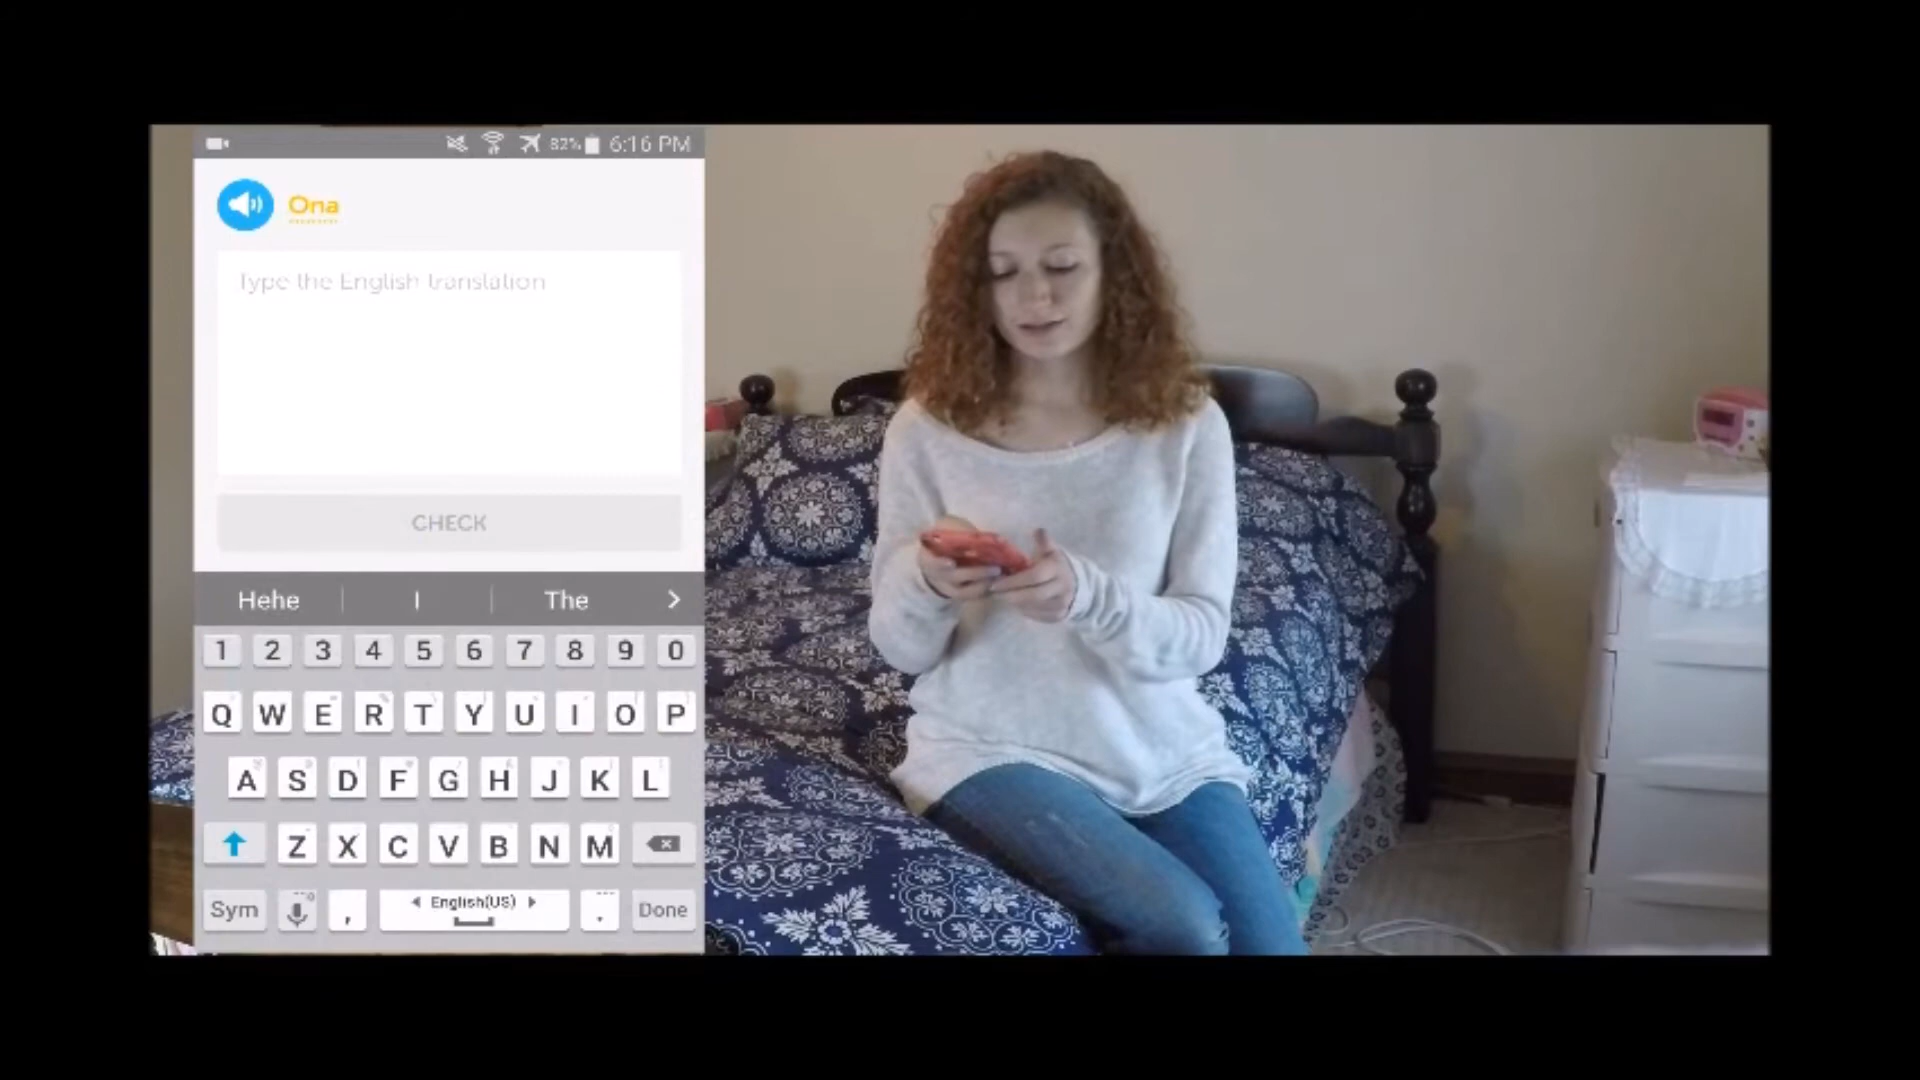 82% 6:16 PM
Ona
Type the English translation
CHECK
Hehe I The
1 2 3 4 5 6 7 8 9 0
Q W E R T Y U I O P
A S D F G H J K L
Z X C V B N M
Sym , English(US) . Done